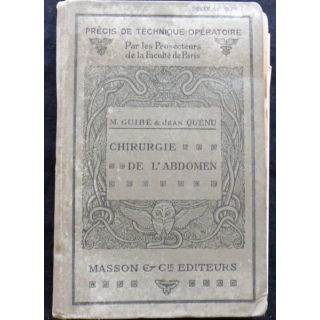 PRÉCIS DE TECHNIQUE OPÉRATOIRE
Par les Prosecteurs
de la Faculté de Paris
M. GUIBÉ & JEAN QUÉNU
CHIRURGIE
DE L'ABDOMEN
MASSON & Cie EDITEURS